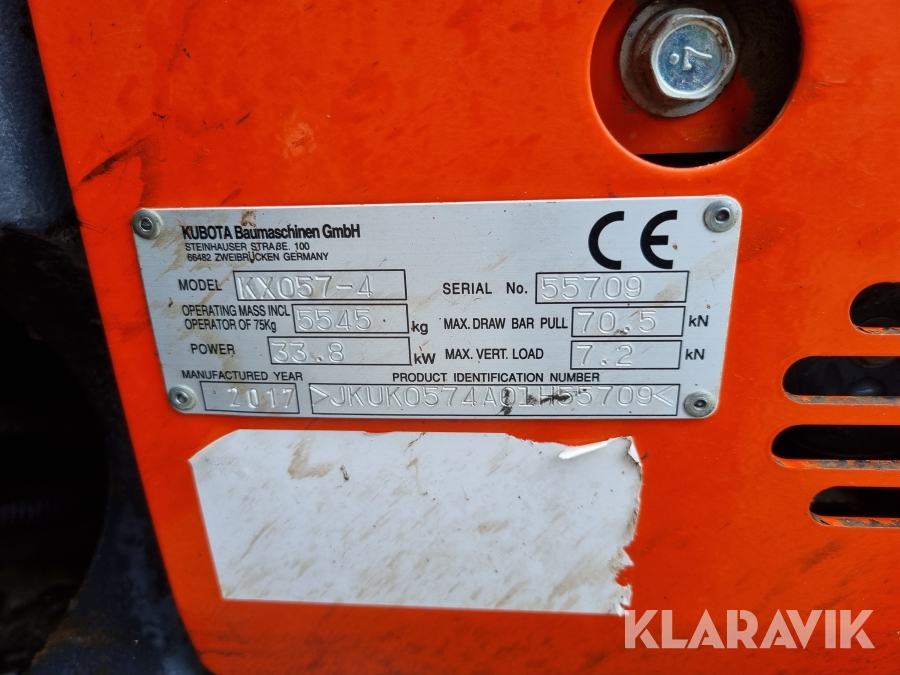 7.
KUBOTA Baumaschinen GmbH
STEINHAUSER STRAßE. 100
66482 ZWEIBRÜCKEN GERMANY
CE
MODEL KX057-4 SERIAL No. 55709
OPERATING MASS INCL OPERATOR OF 75Kg 5545 kg MAX. DRAW BAR PULL 70.5 kN
POWER 33.8 kW MAX. VERT. LOAD 7.2 kN
MANUFACTURED YEAR PRODUCT IDENTIFICATION NUMBER
2017 >JKUK0574A01H55709<
KLARAVIK